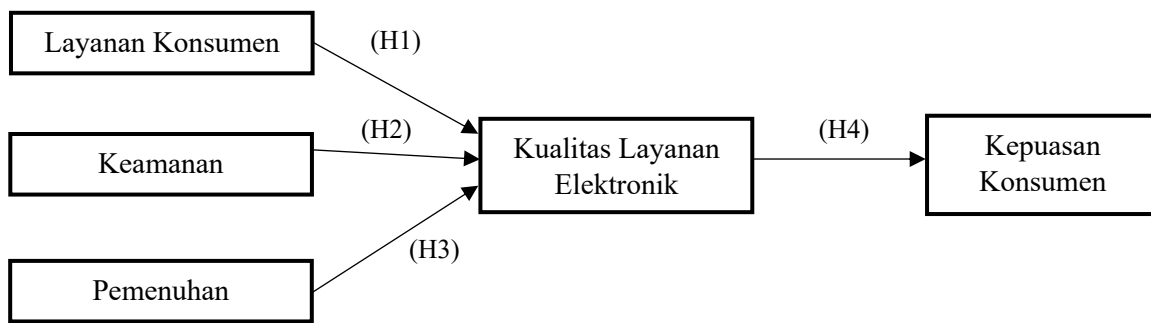 Layanan Konsumen
(H1)
Keamanan
(H2)
Pemenuhan
(H3)
Kualitas Layanan
Elektronik
(H4)
Kepuasan
Konsumen